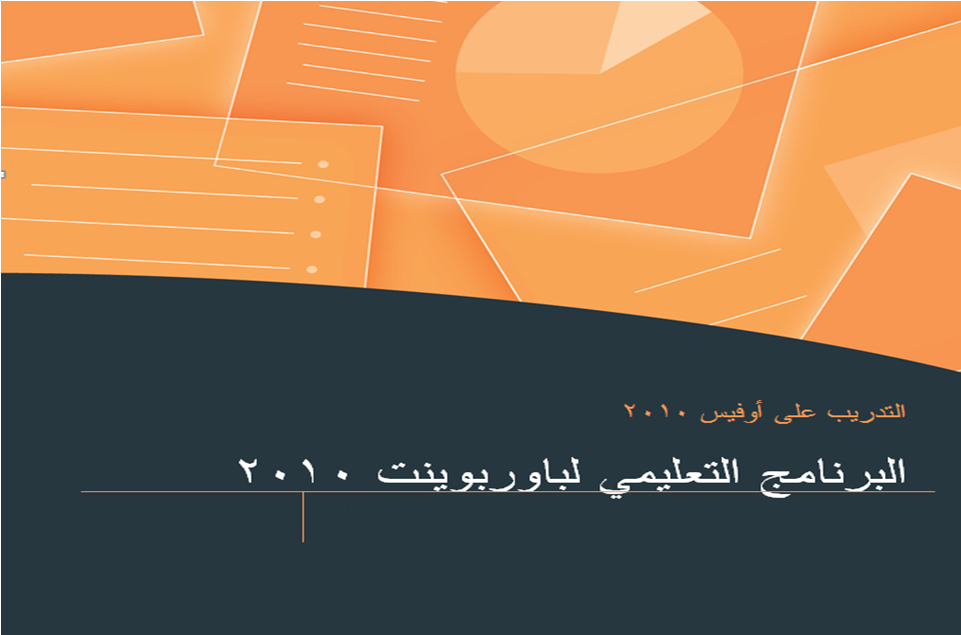 التدريب على أوفيس ٢٠١٠
البرنامج التعليمي لباوربوينت ٢٠١٠